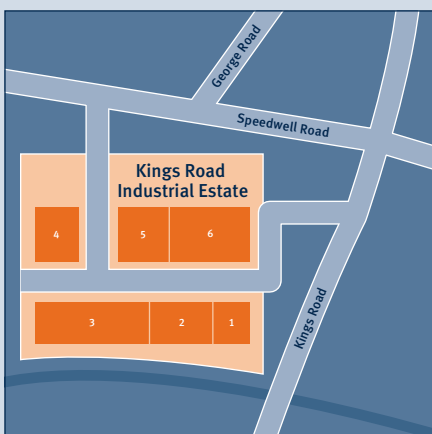 George Road
Speedwell Road
Kings Road
Industrial Estate
4
5
6
3
2
1
Kings Road